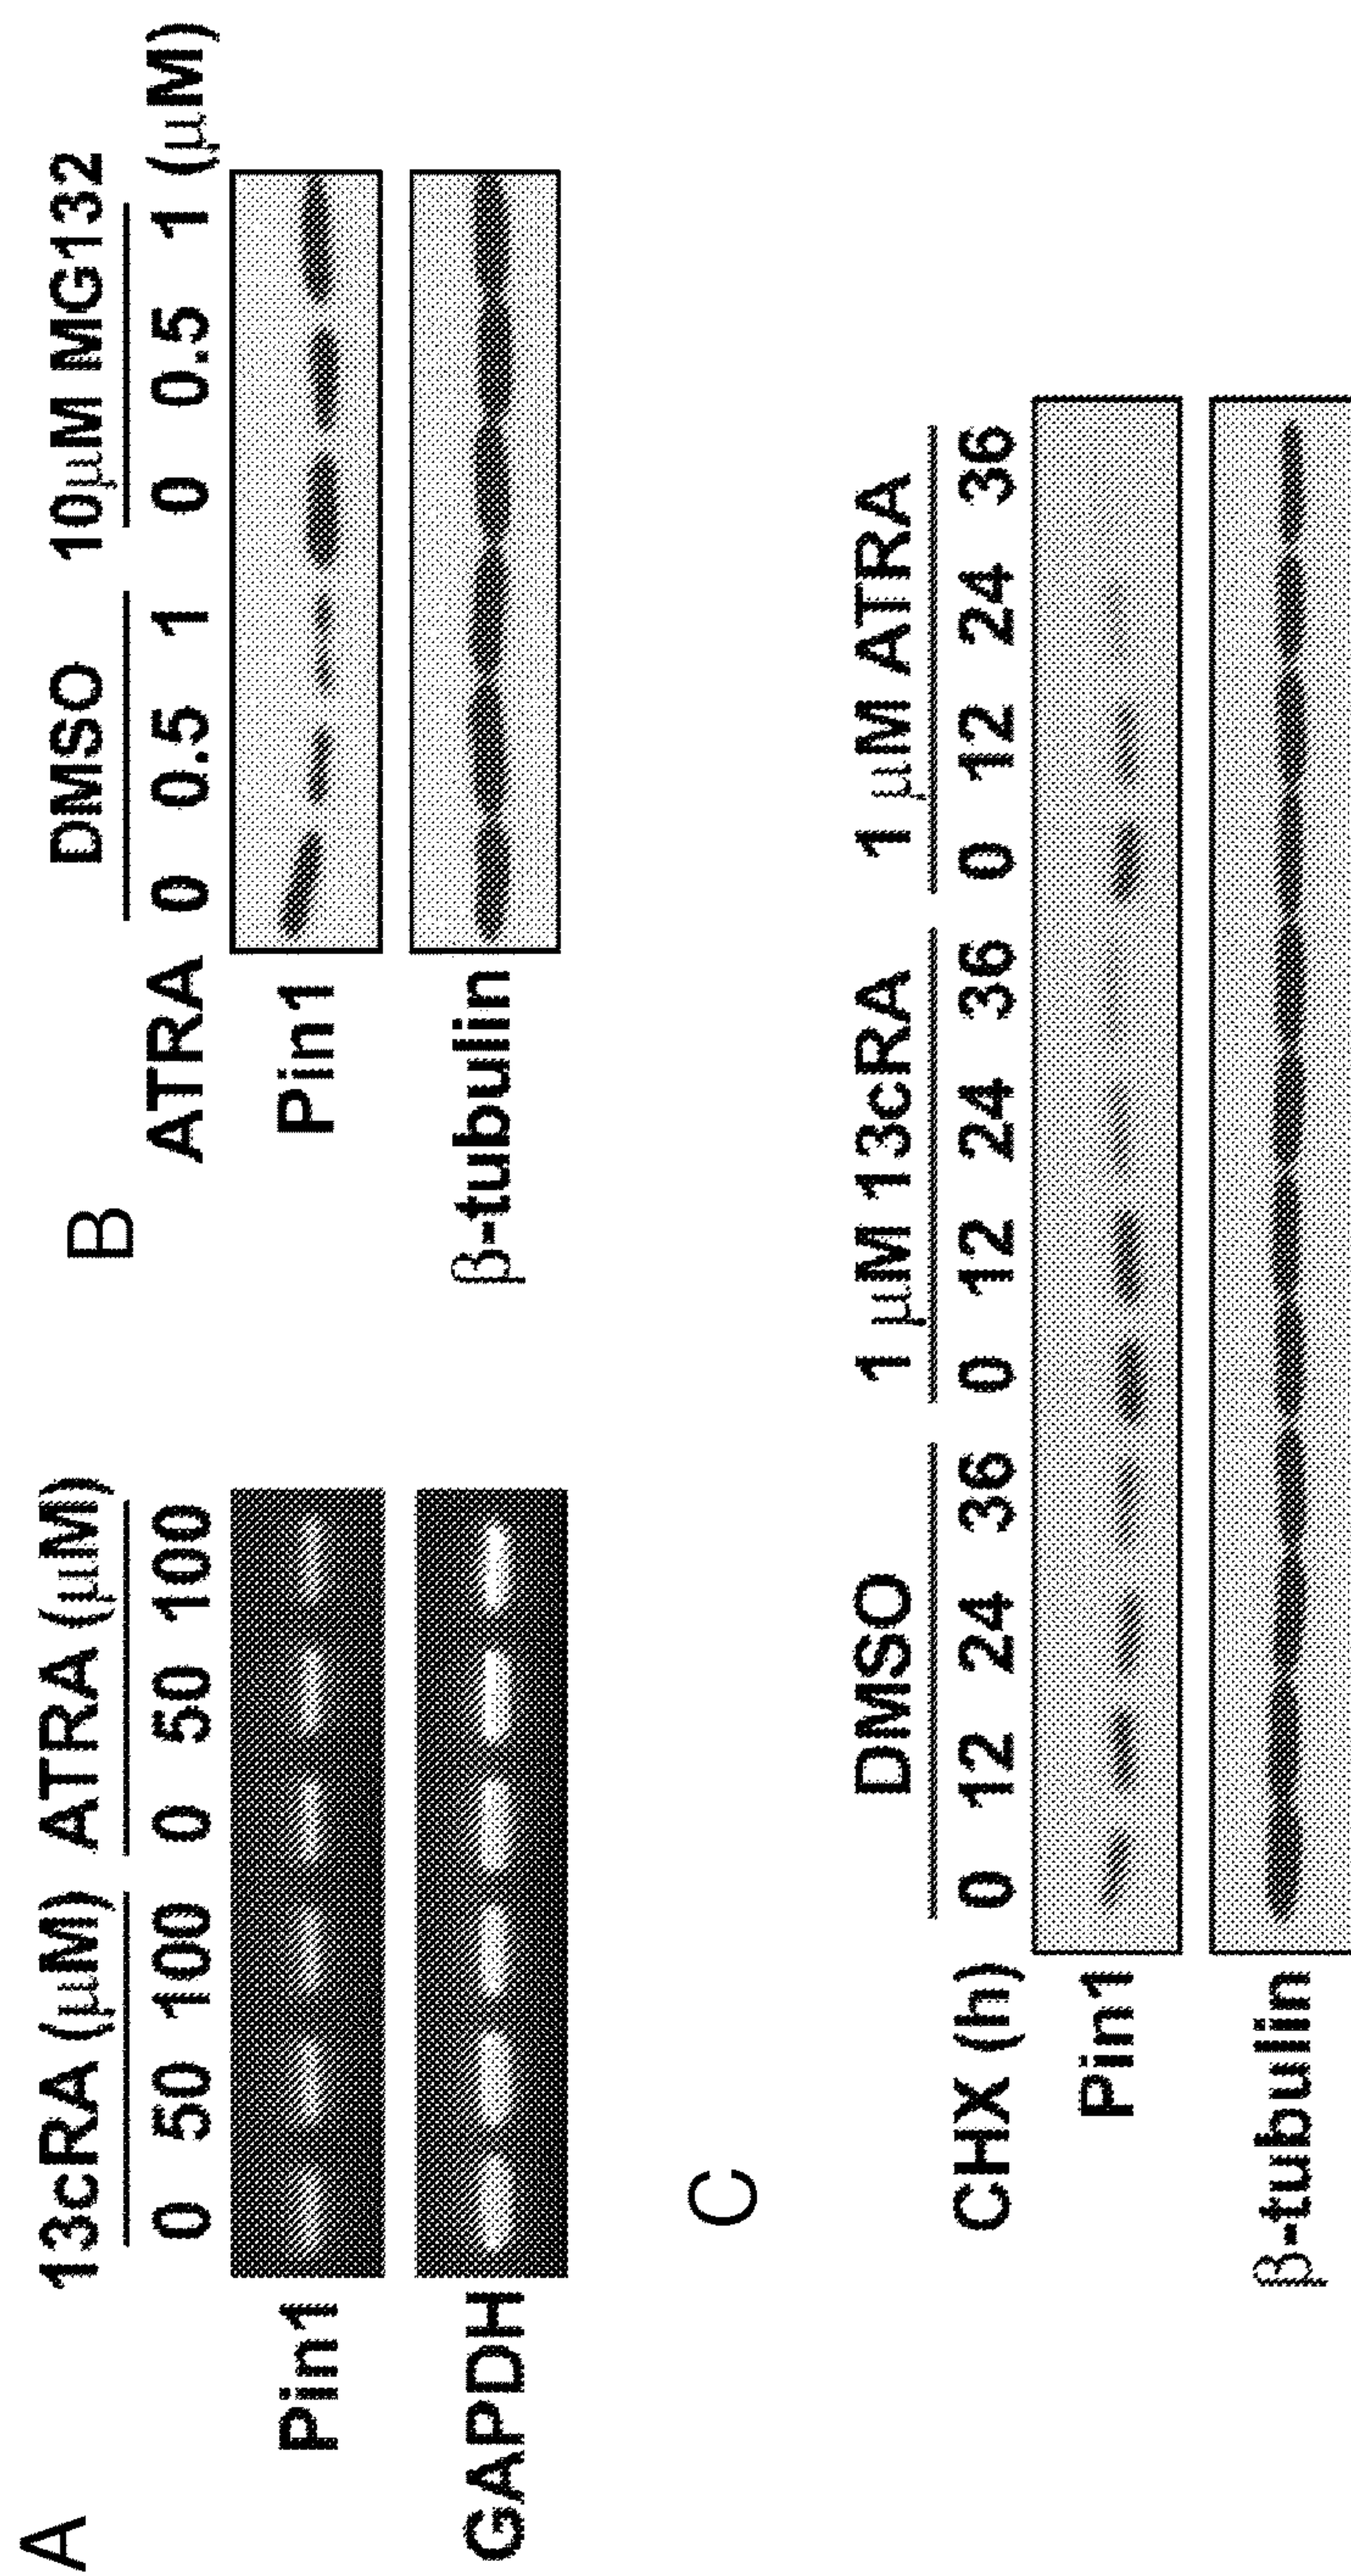 A
13cRA (μM) ATRA (μM)
0 50 100 0 50 100
Pin1
GAPDH
B
DMSO 10μM MG132
ATRA 0 0.5 1 0 0.5 1 (μM)
Pin1
β-tubulin
C
DMSO 1 μM 13cRA 1 μM ATRA
CHX (h) 0 12 24 36 0 12 24 36 0 12 24 36
Pin1
β-tubulin